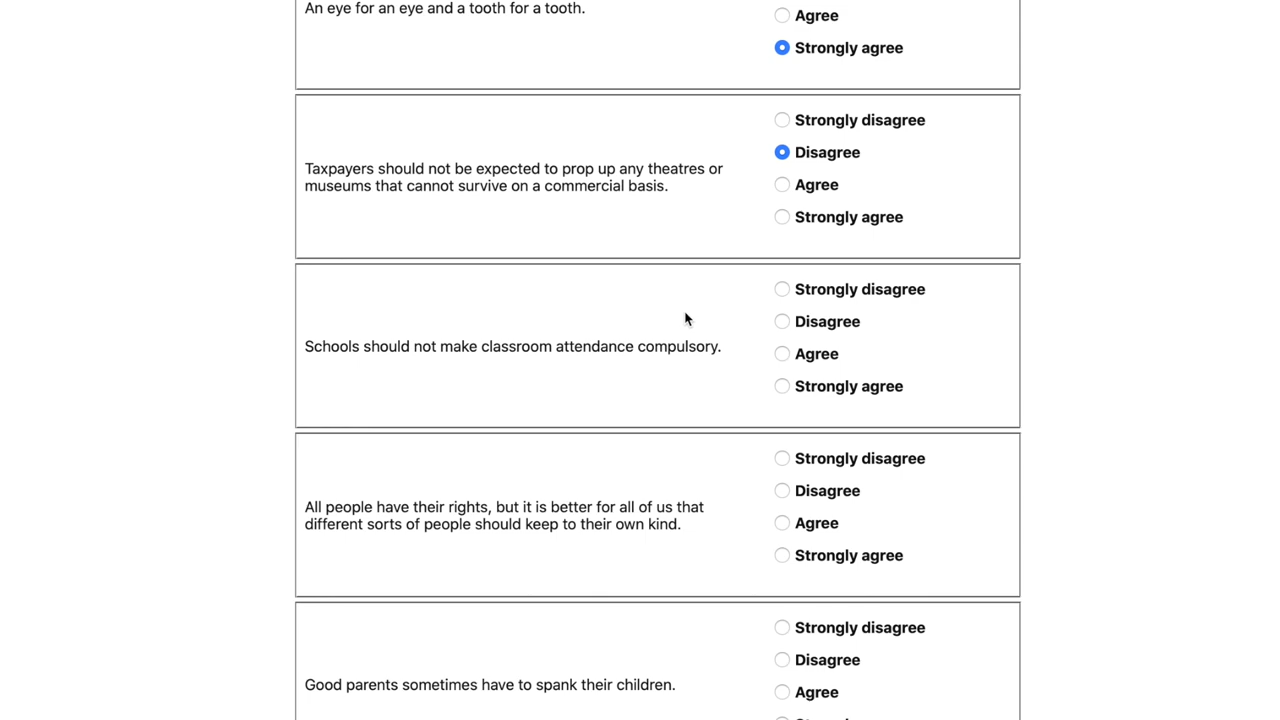 An eye for an eye and a tooth for a tooth.
Agree
Strongly agree
Taxpayers should not be expected to prop up any theatres or
museums that cannot survive on a commercial basis.
Strongly disagree
Disagree
Agree
Strongly agree
Schools should not make classroom attendance compulsory.
Strongly disagree
Disagree
Agree
Strongly agree
All people have their rights, but it is better for all of us that
different sorts of people should keep to their own kind.
Strongly disagree
Disagree
Agree
Strongly agree
Good parents sometimes have to spank their children.
Strongly disagree
Disagree
Agree